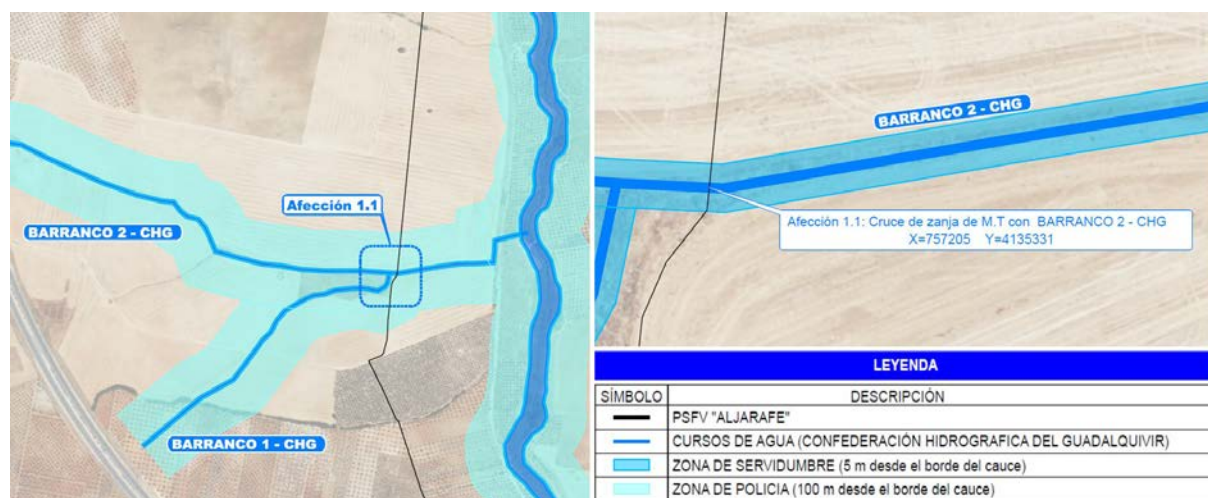 Afección 1.1
BARRANCO 2 - CHG
BARRANCO 1 - CHG
BARRANCO 2 - CHG
Afección 1.1: Cruce de zanja de M.T con BARRANCO 2 - CHG
X=757205 Y=4135331
LEYENDA
SÍMBOLO DESCRIPCIÓN
PSFV "ALJARAFE"
CURSOS DE AGUA (CONFEDERACIÓN HIDROGRAFICA DEL GUADALQUIVIR)
ZONA DE SERVIDUMBRE (5 m desde el borde del cauce)
ZONA DE POLICIA (100 m desde el borde del cauce)